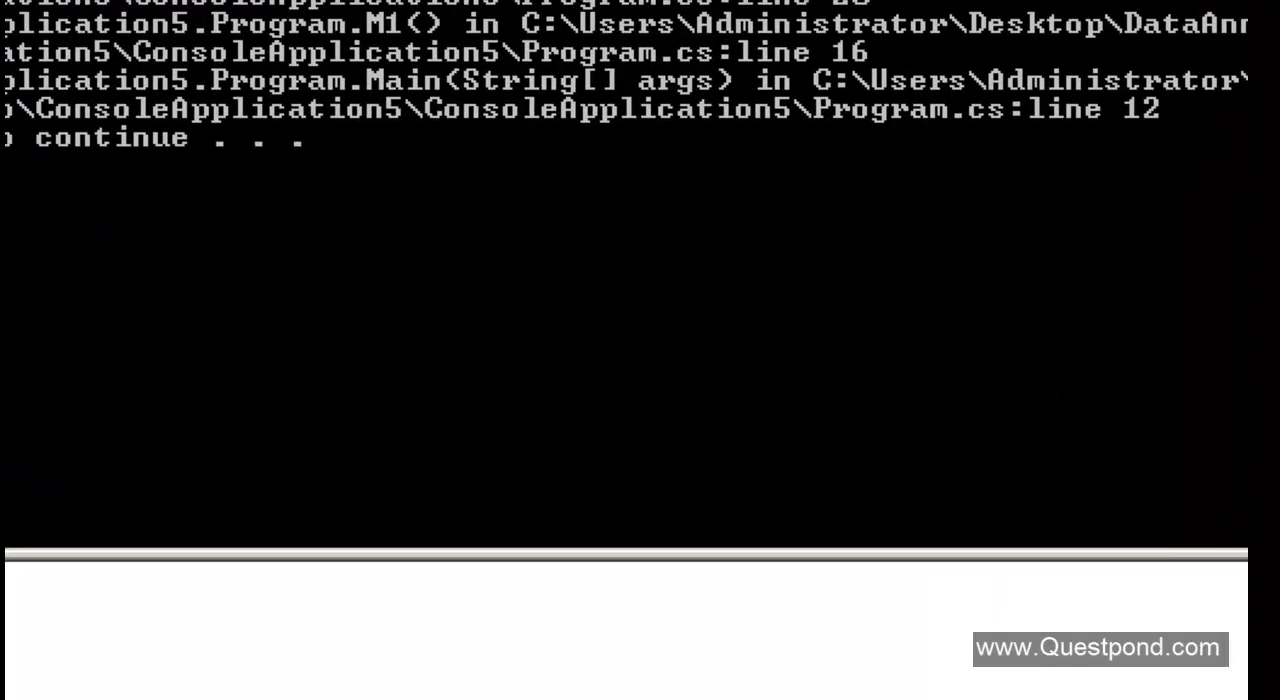 plication5.Program.M1() in C:\Users\Administrator\Desktop\DataAnn
ation5\ConsoleApplication5\Program.cs:line 16
plication5.Program.Main(String[] args) in C:\Users\Administrator\
p\ConsoleApplication5\ConsoleApplication5\Program.cs:line 12
o continue . . .
www.Questpond.com